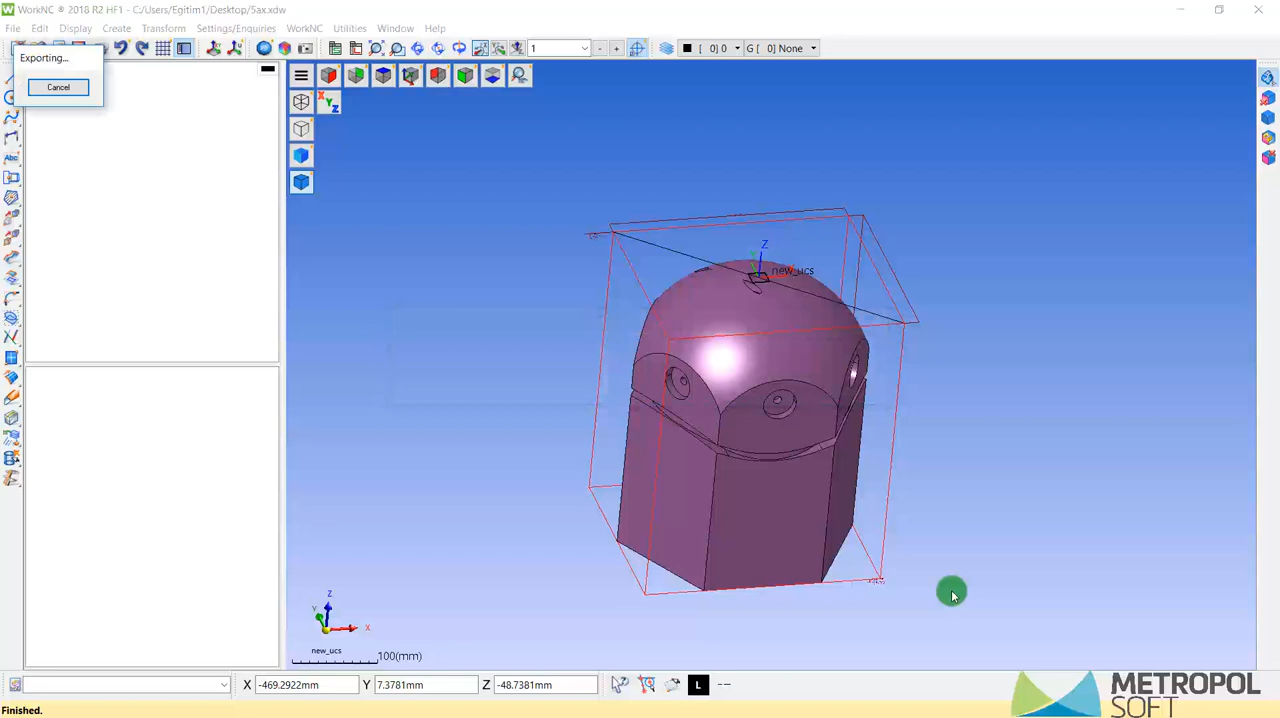 WorkNC ® 2018 R2 HF1 - C:/Users/Egitim1/Desktop/5ax.xdw
File Edit Display Create Transform Settings/Enquiries WorkNC Utilities Window Help
Exporting...
Cancel
1
- +
[ 0] 0
G [ 0] None
X Y Z
Abc
Z
new_ucs
Z
Y
X
new_ucs
100(mm)
X -469.2922mm Y 7.3781mm Z -48.7381mm
L
--
METROPOL
SOFT
Finished.